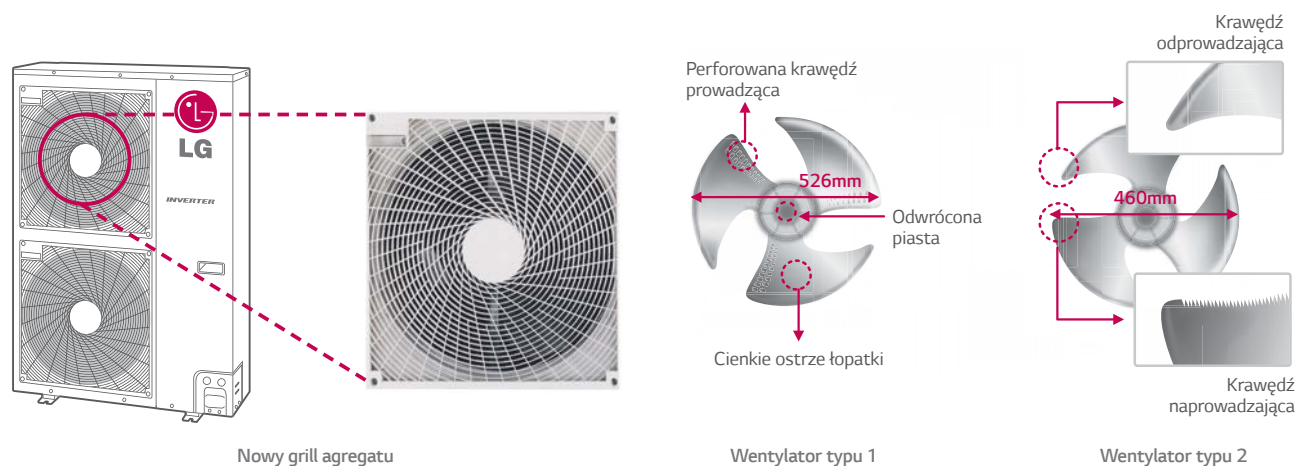 LG
INVERTER
Nowy grill agregatu
Perforowana krawędź
prowadząca
526mm
Odwrócona
piasta
Cienkie ostrze łopatki
Wentylator typu 1
Krawędź
odprowadzająca
460mm
Krawędź
naprowadzająca
Wentylator typu 2